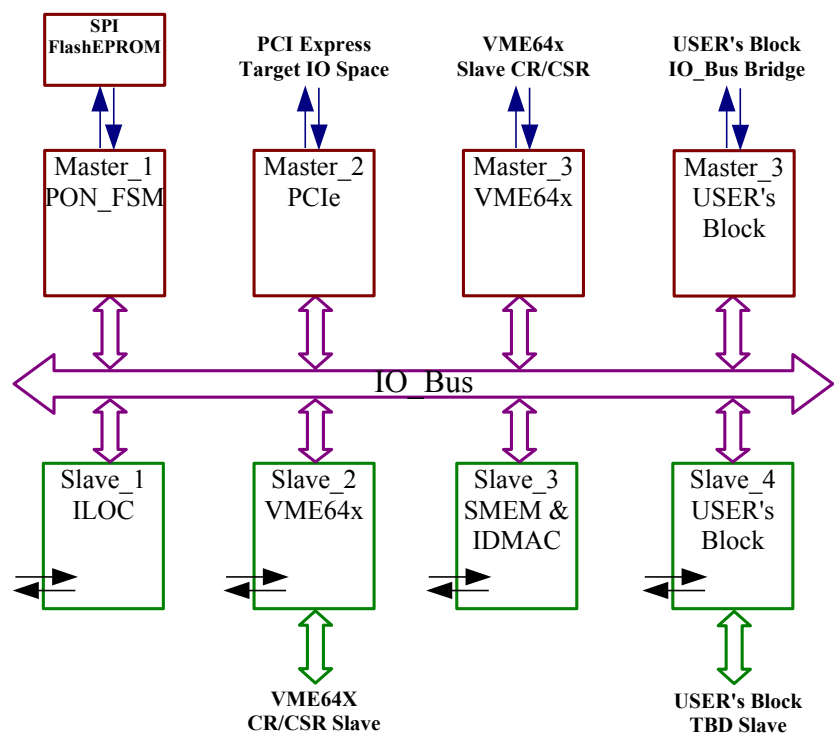 SPI
FlashEPROM
PCI Express
Target IO Space
VME64x
Slave CR/CSR
USER's Block
IO_Bus Bridge
Master_1
PON_FSM
Master_2
PCIe
Master_3
VME64x
Master_3
USER's
Block
IO_Bus
Slave_1
ILOC
Slave_2
VME64x
Slave_3
SMEM &
IDMAC
Slave_4
USER's
Block
VME64X
CR/CSR Slave
USER's Block
TBD Slave